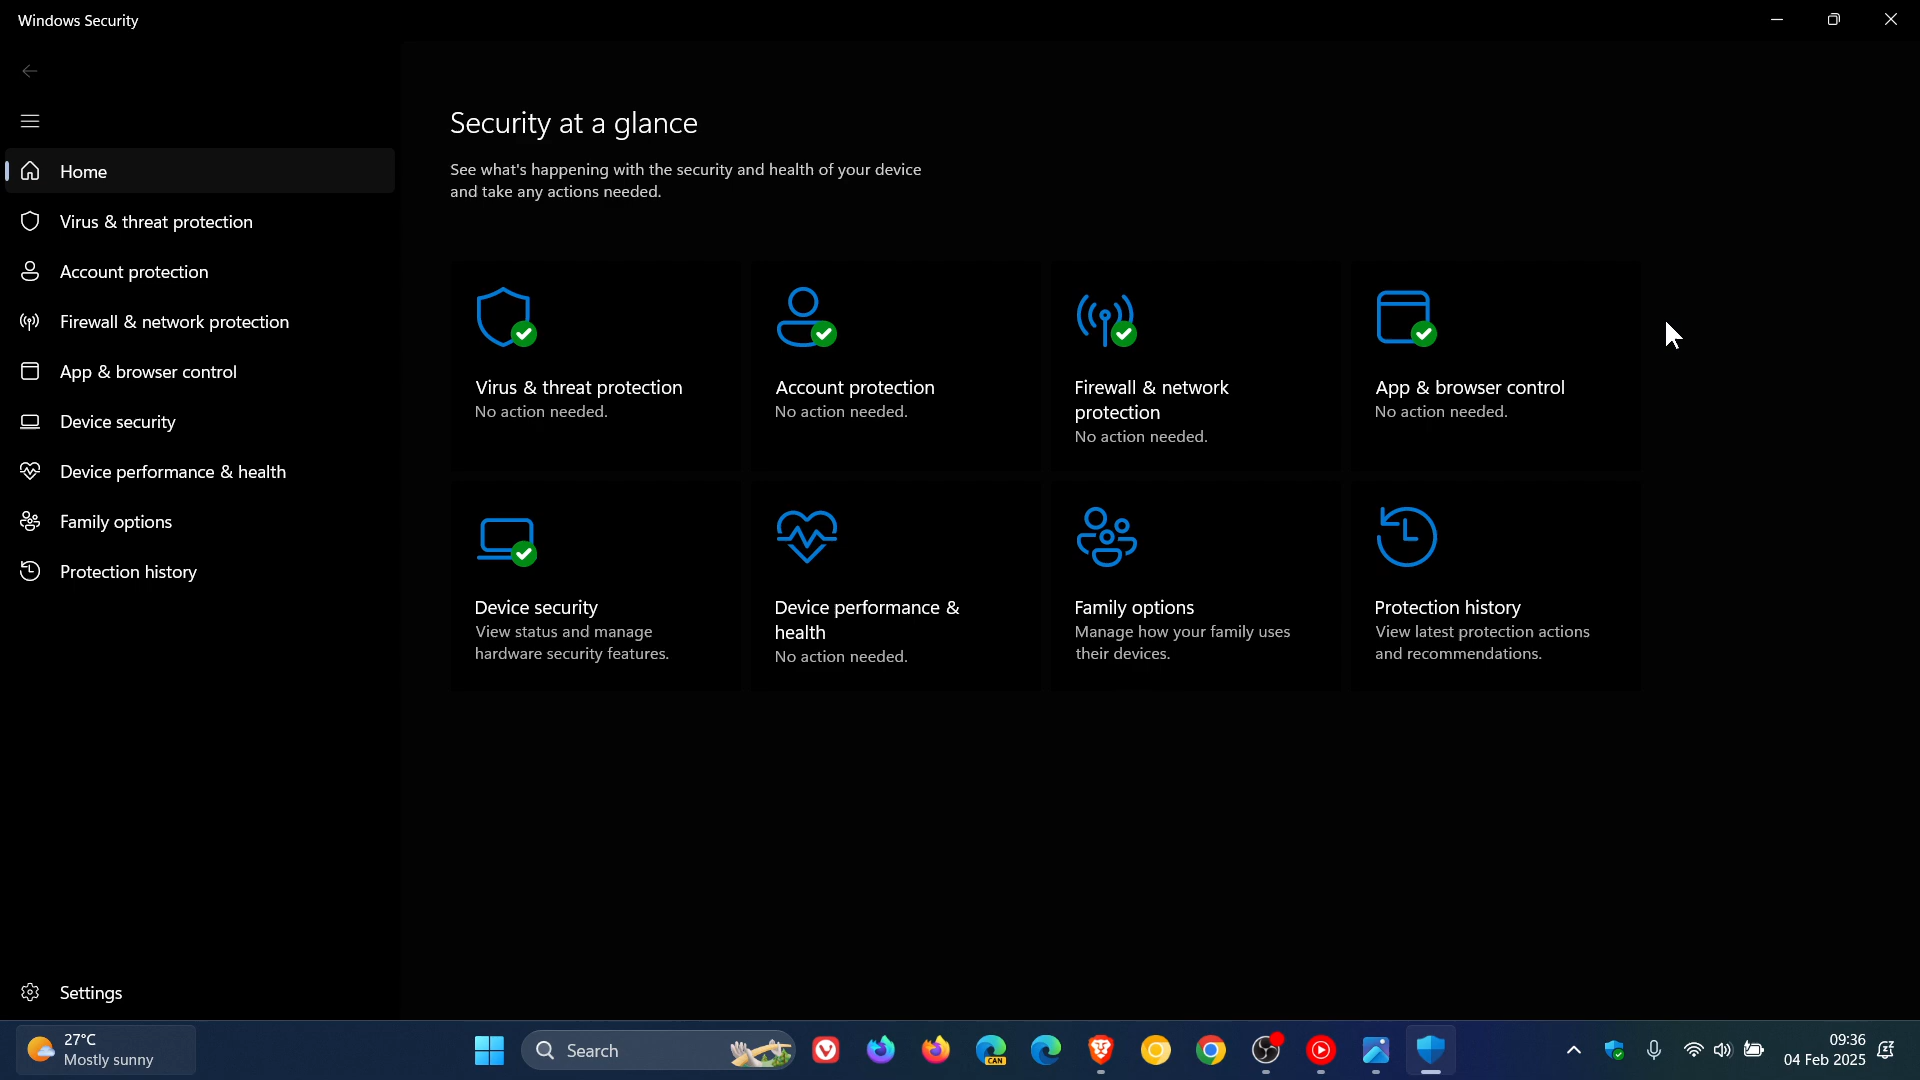 Windows Security
Home
Virus & threat protection
Account protection
Firewall & network protection
App & browser control
Device security
Device performance & health
Family options
Protection history
Settings
Security at a glance
See what's happening with the security and health of your device
and take any actions needed.
Virus & threat protection
No action needed.
Account protection
No action needed.
Firewall & network
protection
No action needed.
App & browser control
No action needed.
Device security
View status and manage
hardware security features.
Device performance &
health
No action needed.
Family options
Manage how your family uses
their devices.
Protection history
View latest protection actions
and recommendations.
27°C
Mostly sunny
Search
CAN
09:36
04 Feb 2025